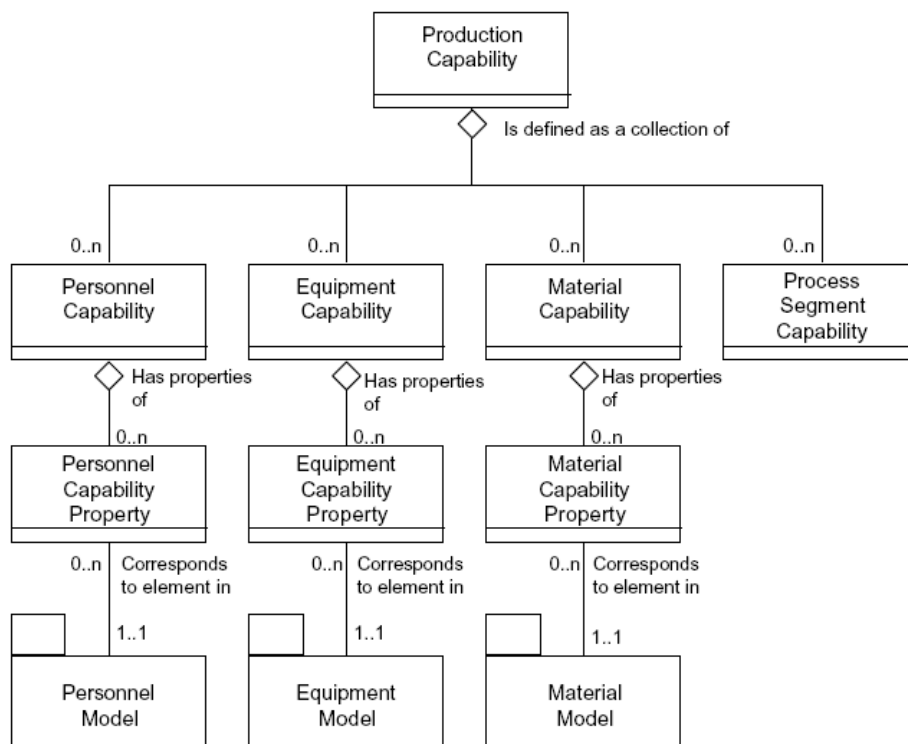 Production
Capability
Is defined as a collection of
0..n
0..n
0..n
0..n
Personnel
Capability
Equipment
Capability
Material
Capability
Process
Segment
Capability
Has properties
of
Has properties
of
Has properties
of
0..n
0..n
0..n
Personnel
Capability
Property
Equipment
Capability
Property
Material
Capability
Property
0..n
Corresponds
to element in
0..n
Corresponds
to element in
0..n
Corresponds
to element in
1..1
1..1
1..1
Personnel
Model
Equipment
Model
Material
Model